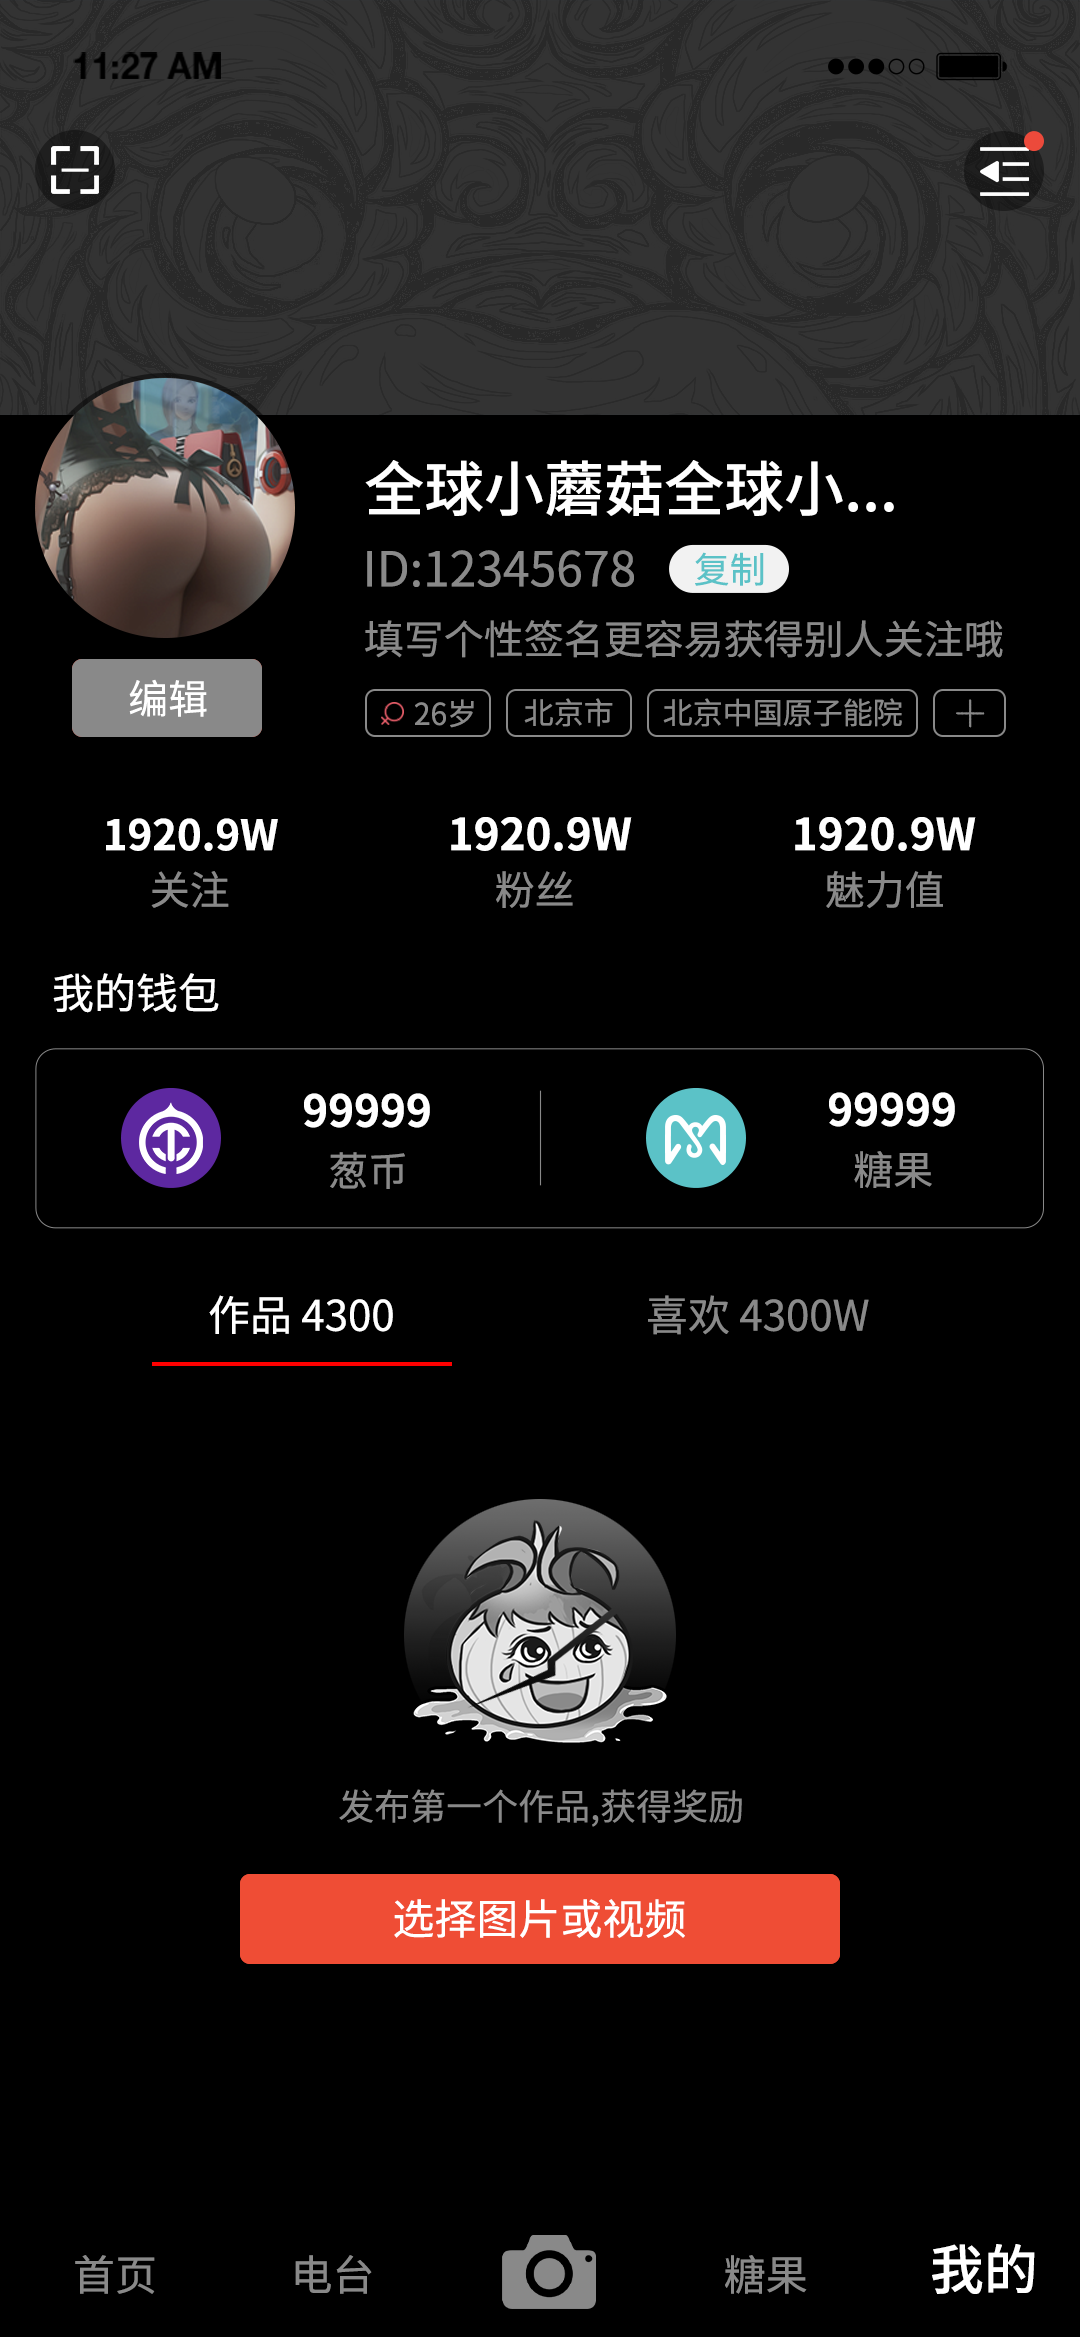 11:27 AM
全球小蘑菇全球小...
ID:12345678 复制
填写个性签名更容易获得别人关注哦
编辑
26岁 北京市 北京中国原子能院
1920.9W 1920.9W 1920.9W
关注 粉丝 魅力值
我的钱包
99999 99999
葱币 糖果
作品 4300 喜欢 4300W
发布第一个作品,获得奖励
选择图片或视频
首页 电台 糖果 我的